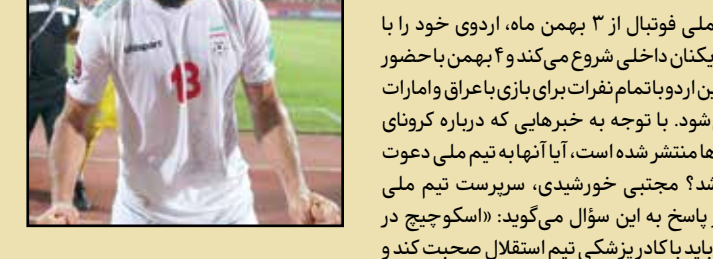 ملی فوتبال از ۳ بهمن ماه، اردوی خود را با
یکنان داخلی شروع می‌کند و ۴ بهمن با حضور
ین اردو با تمام نفرات برای بازی با عراق و امارات
شود. با توجه به خبرهایی که درباره کرونای
ها منتشر شده است، آیا آنها به تیم ملی دعوت
شد؟ مجتبی خورشیدی، سرپرست تیم ملی
ر پاسخ به این سؤال می‌گوید: «اسکوچیچ در
باید با کادر پزشکی تیم استقلال صحبت کند و
uhlsport
13